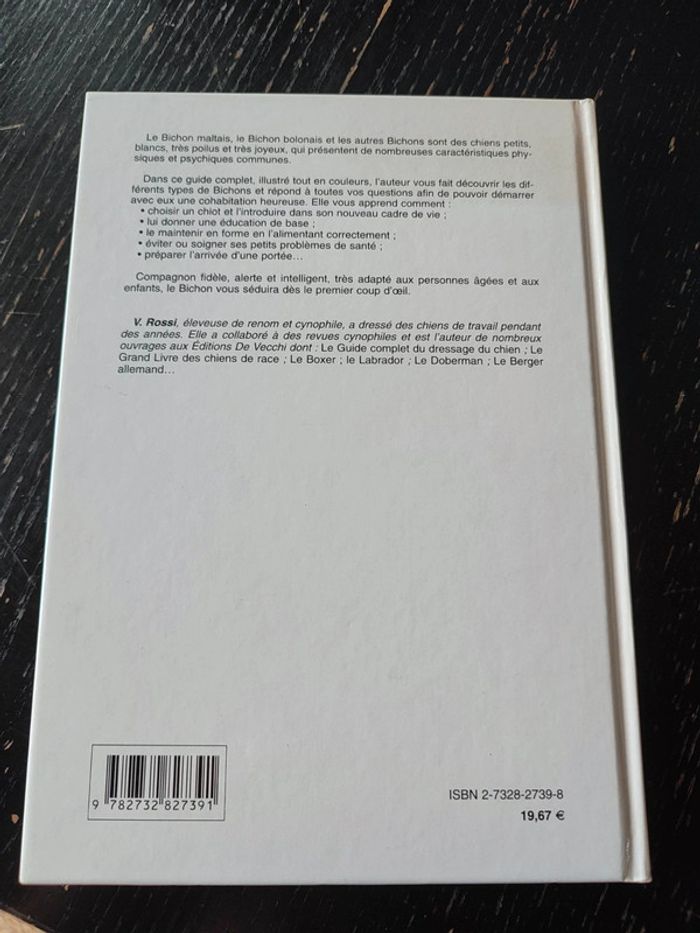 Le Bichon maltais, le Bichon bolonais et les autres Bichons sont des chiens petits,
blancs, très poilus et très joyeux, qui présentent de nombreuses caractéristiques phy-
siques et psychiques communes.
Dans ce guide complet, illustré tout en couleurs, l'auteur vous fait découvrir les dif-
férents types de Bichons et répond à toutes vos questions afin de pouvoir démarrer
avec eux une cohabitation heureuse. Elle vous apprend comment :
• choisir un chiot et l'introduire dans son nouveau cadre de vie ;
• lui donner une éducation de base ;
• le maintenir en forme en l'alimentant correctement ;
• éviter ou soigner ses petits problèmes de santé ;
• préparer l'arrivée d'une portée…
Compagnon fidèle, alerte et intelligent, très adapté aux personnes âgées et aux
enfants, le Bichon vous séduira dès le premier coup d'œil.
V. Rossi, éleveuse de renom et cynophile, a dressé des chiens de travail pendant
des années. Elle a collaboré à des revues cynophiles et est l'auteur de nombreux
ouvrages aux Éditions De Vecchi dont : Le Guide complet du dressage du chien ; Le
Grand Livre des chiens de race ; Le Boxer ; le Labrador ; Le Doberman ; Le Berger
allemand…
9 782732 827391
ISBN 2-7328-2739-8
19,67 €